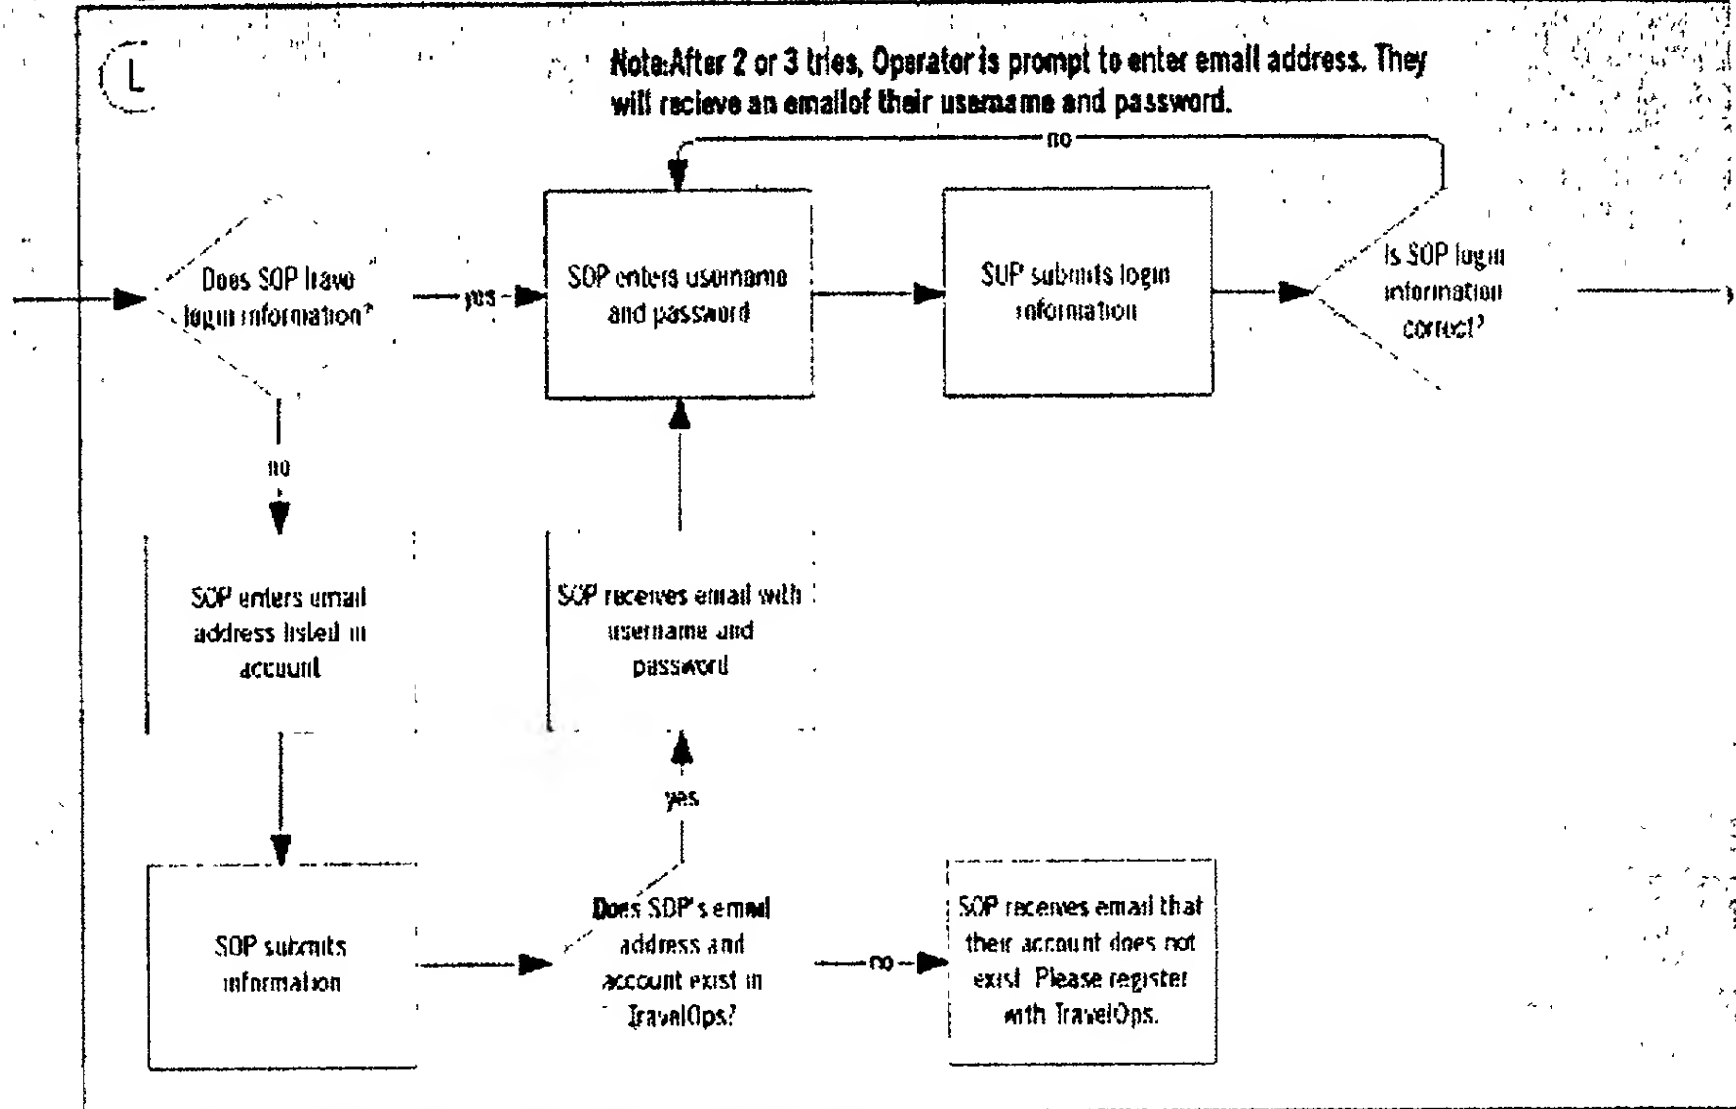 L
Note:After 2 or 3 tries, Operator is prompt to enter email address. They
will recieve an emailof their username and password.
no
Does SOP have
login information?
yes
SOP enters username
and password
SOP submits login
information
Is SOP login
information
correct?
no
SOP enters email
address listed in
account
SOP receives email with
username and
password
yes
SOP submits
information
Does SOP's email
address and
account exist in
TravelOps?
no
SOP receives email that
their account does not
exist. Please register
with TravelOps.